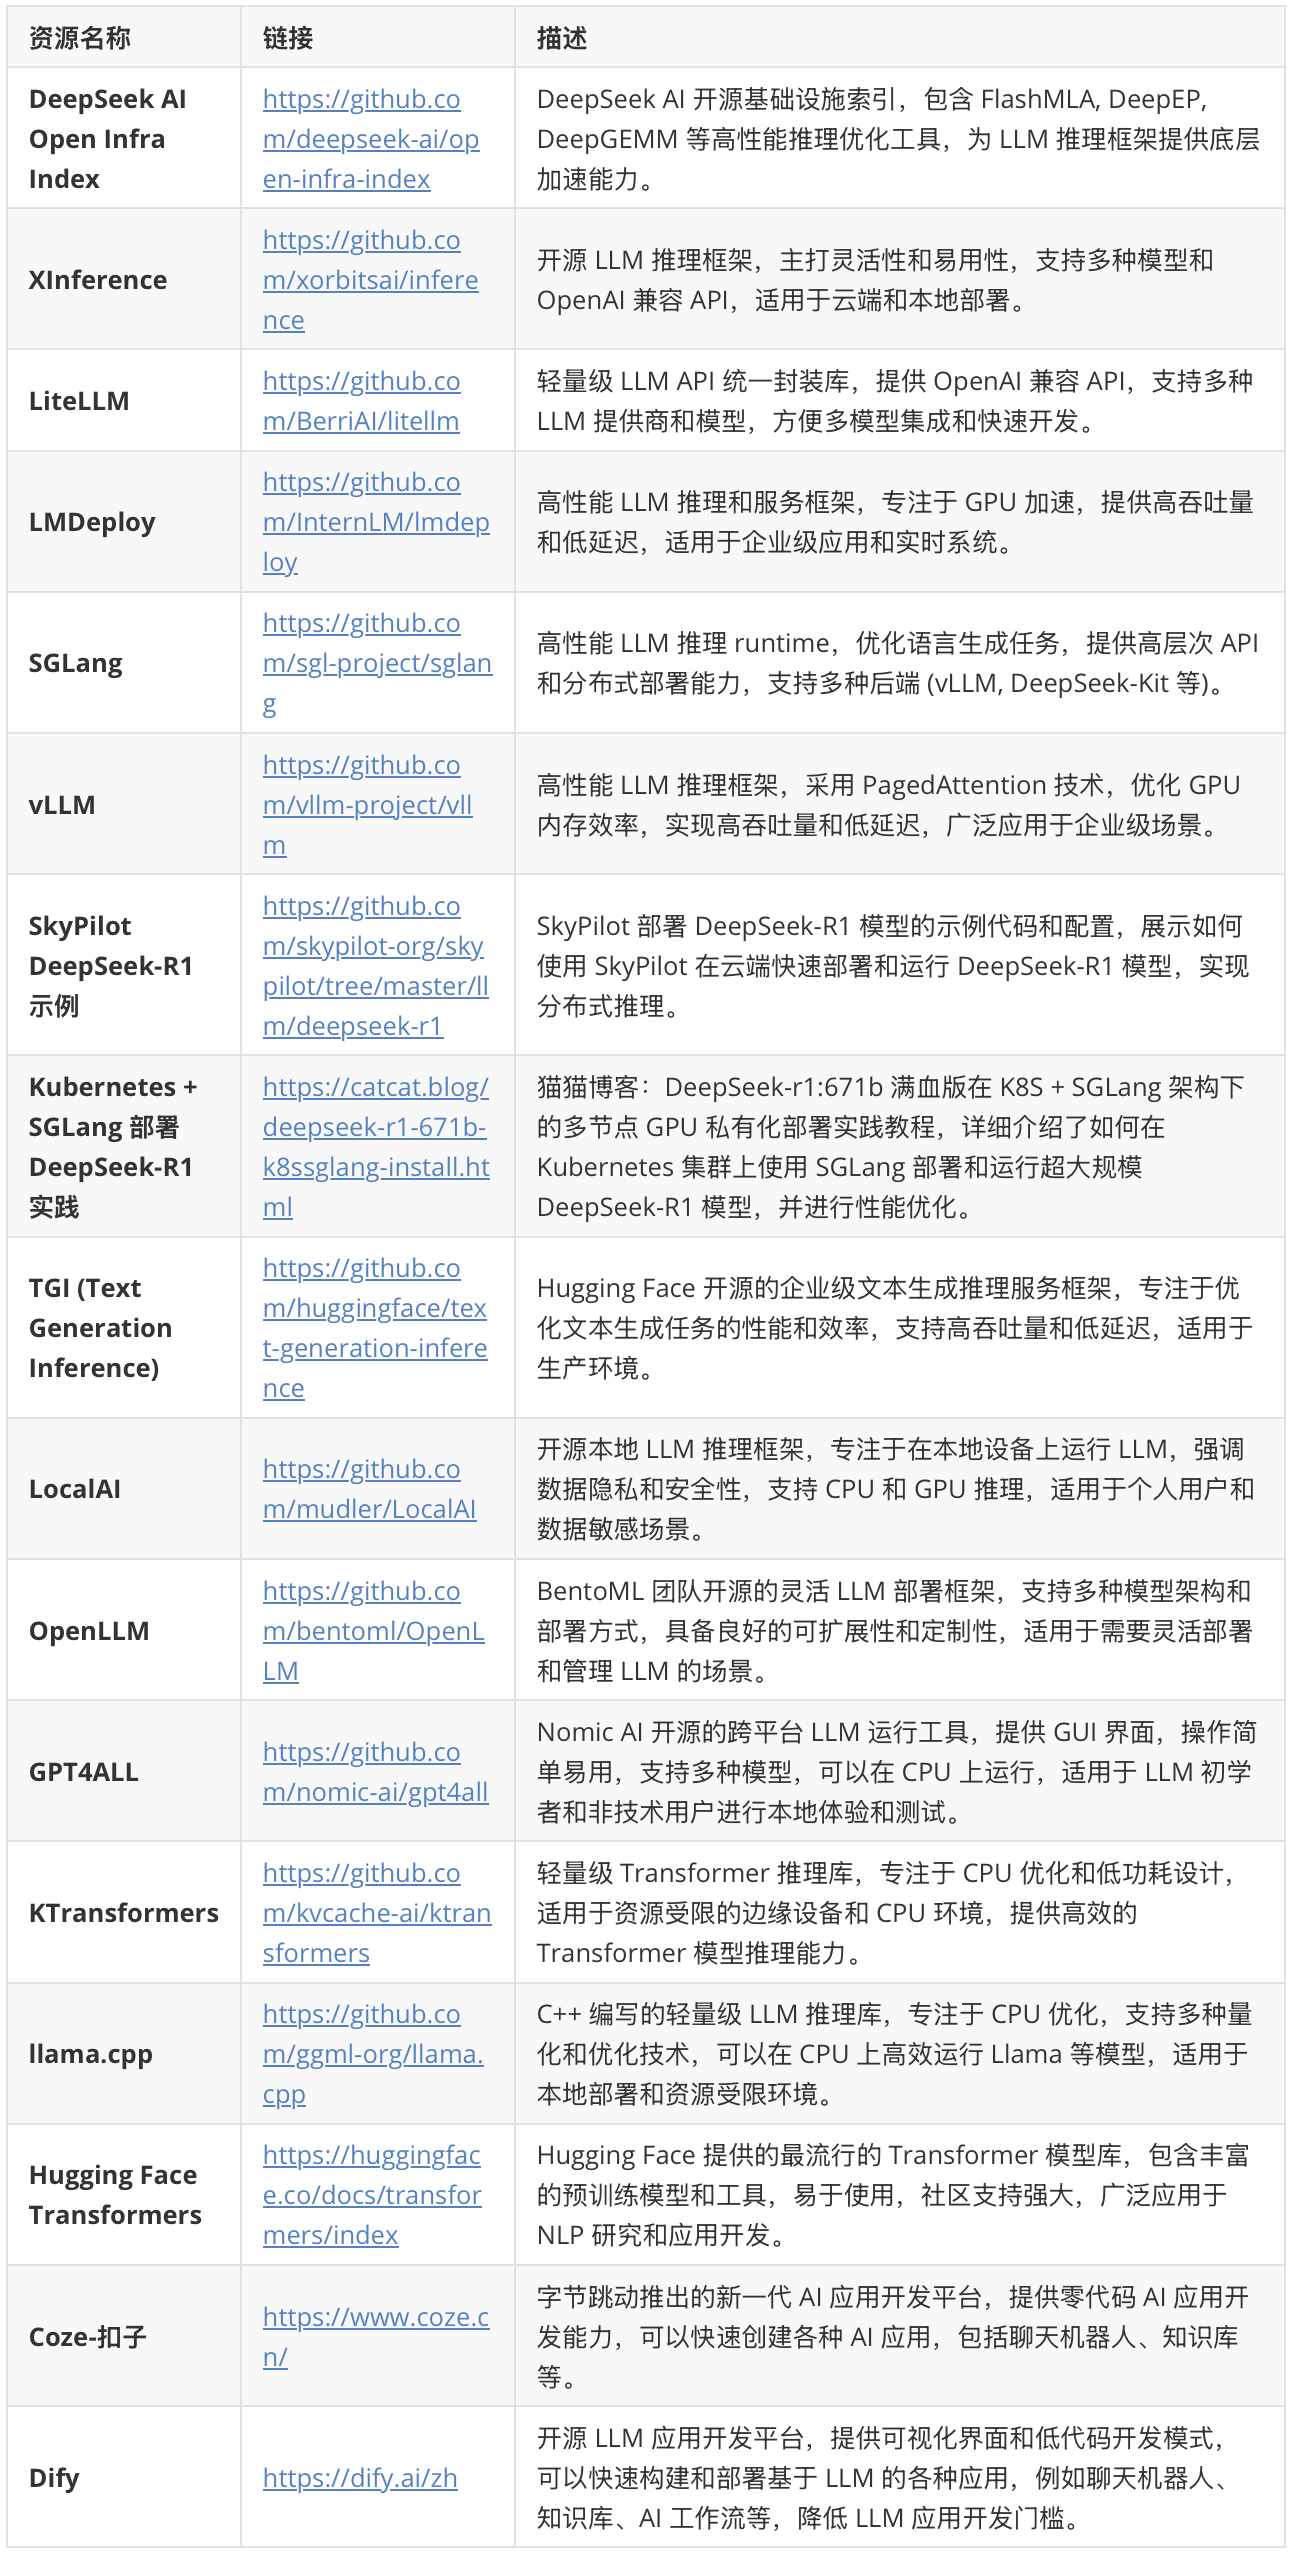 资源名称
链接
描述
DeepSeek AI
Open Infra
Index
https://github.co
m/deepseek-ai/op
en-infra-index
DeepSeek AI 开源基础设施索引，包含 FlashMLA, DeepEP,
DeepGEMM 等高性能推理优化工具，为 LLM 推理框架提供底层
加速能力。
XInference
https://github.co
m/xorbitsai/infere
nce
开源 LLM 推理框架，主打灵活性和易用性，支持多种模型和
OpenAI 兼容 API，适用于云端和本地部署。
LiteLLM
https://github.co
m/BerriAI/litellm
轻量级 LLM API 统一封装库，提供 OpenAI 兼容 API，支持多种
LLM 提供商和模型，方便多模型集成和快速开发。
LMDeploy
https://github.co
m/InternLM/lmdep
loy
高性能 LLM 推理和服务框架，专注于 GPU 加速，提供高吞吐量
和低延迟，适用于企业级应用和实时系统。
SGLang
https://github.co
m/sgl-project/sglan
g
高性能 LLM 推理 runtime，优化语言生成任务，提供高层次 API
和分布式部署能力，支持多种后端 (vLLM, DeepSeek-Kit 等)。
vLLM
https://github.co
m/vllm-project/vll
m
高性能 LLM 推理框架，采用 PagedAttention 技术，优化 GPU
内存效率，实现高吞吐量和低延迟，广泛应用于企业级场景。
SkyPilot
DeepSeek-R1
示例
https://github.co
m/skypilot-org/sky
pilot/tree/master/ll
m/deepseek-r1
SkyPilot 部署 DeepSeek-R1 模型的示例代码和配置，展示如何
使用 SkyPilot 在云端快速部署和运行 DeepSeek-R1 模型，实现
分布式推理。
Kubernetes +
SGLang 部署
DeepSeek-R1
实践
https://catcat.blog/
deepseek-r1-671b-
k8ssglang-install.ht
ml
猫猫博客：DeepSeek-r1:671b 满血版在 K8S + SGLang 架构下
的多节点 GPU 私有化部署实践教程，详细介绍了如何在
Kubernetes 集群上使用 SGLang 部署和运行超大规模
DeepSeek-R1 模型，并进行性能优化。
TGI (Text
Generation
Inference)
https://github.co
m/huggingface/tex
t-generation-infere
nce
Hugging Face 开源的企业级文本生成推理服务框架，专注于优
化文本生成任务的性能和效率，支持高吞吐量和低延迟，适用于
生产环境。
LocalAI
https://github.co
m/mudler/LocalAI
开源本地 LLM 推理框架，专注于在本地设备上运行 LLM，强调
数据隐私和安全性，支持 CPU 和 GPU 推理，适用于个人用户和
数据敏感场景。
OpenLLM
https://github.co
m/bentoml/OpenL
LM
BentoML 团队开源的灵活 LLM 部署框架，支持多种模型架构和
部署方式，具备良好的可扩展性和定制性，适用于需要灵活部署
和管理 LLM 的场景。
GPT4ALL
https://github.co
m/nomic-ai/gpt4all
Nomic AI 开源的跨平台 LLM 运行工具，提供 GUI 界面，操作简
单易用，支持多种模型，可以在 CPU 上运行，适用于 LLM 初学
者和非技术用户进行本地体验和测试。
KTransformers
https://github.co
m/kvcache-ai/ktran
sformers
轻量级 Transformer 推理库，专注于 CPU 优化和低功耗设计，
适用于资源受限的边缘设备和 CPU 环境，提供高效的
Transformer 模型推理能力。
llama.cpp
https://github.co
m/ggml-org/llama.
cpp
C++ 编写的轻量级 LLM 推理库，专注于 CPU 优化，支持多种量
化和优化技术，可以在 CPU 上高效运行 Llama 等模型，适用于
本地部署和资源受限环境。
Hugging Face
Transformers
https://huggingfac
e.co/docs/transfor
mers/index
Hugging Face 提供的最流行的 Transformer 模型库，包含丰富
的预训练模型和工具，易于使用，社区支持强大，广泛应用于
NLP 研究和应用开发。
Coze-扣子
https://www.coze.c
n/
字节跳动推出的新一代 AI 应用开发平台，提供零代码 AI 应用开
发能力，可以快速创建各种 AI 应用，包括聊天机器人、知识库
等。
Dify
https://dify.ai/zh
开源 LLM 应用开发平台，提供可视化界面和低代码开发模式，
可以快速构建和部署基于 LLM 的各种应用，例如聊天机器人、
知识库、AI 工作流等，降低 LLM 应用开发门槛。